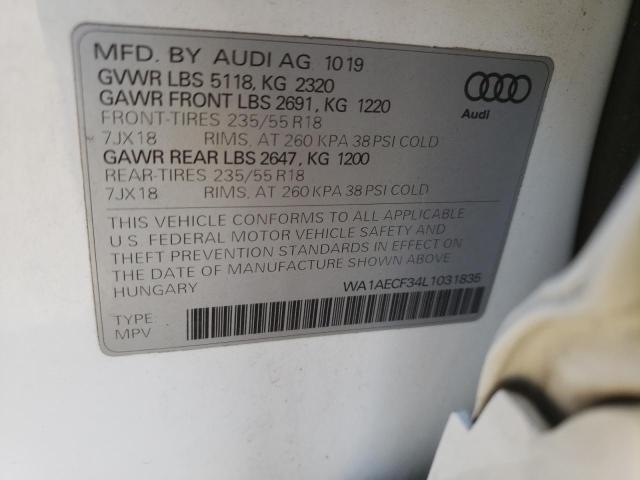 MFD. BY AUDI AG 1019
GVWR LBS 5118, KG 2320
GAWR FRONT LBS 2691, KG 1220
FRONT-TIRES 235/55 R18
7JX18 RIMS, AT 260 KPA 38 PSI COLD
GAWR REAR LBS 2647, KG 1200
REAR-TIRES 235/55 R18
7JX18 RIMS, AT 260 KPA 38 PSI COLD
Audi
THIS VEHICLE CONFORMS TO ALL APPLICABLE
U.S. FEDERAL MOTOR VEHICLE SAFETY AND
THEFT PREVENTION STANDARDS IN EFFECT ON
THE DATE OF MANUFACTURE SHOWN ABOVE.
HUNGARY WA1AECF34L1031835
TYPE
MPV